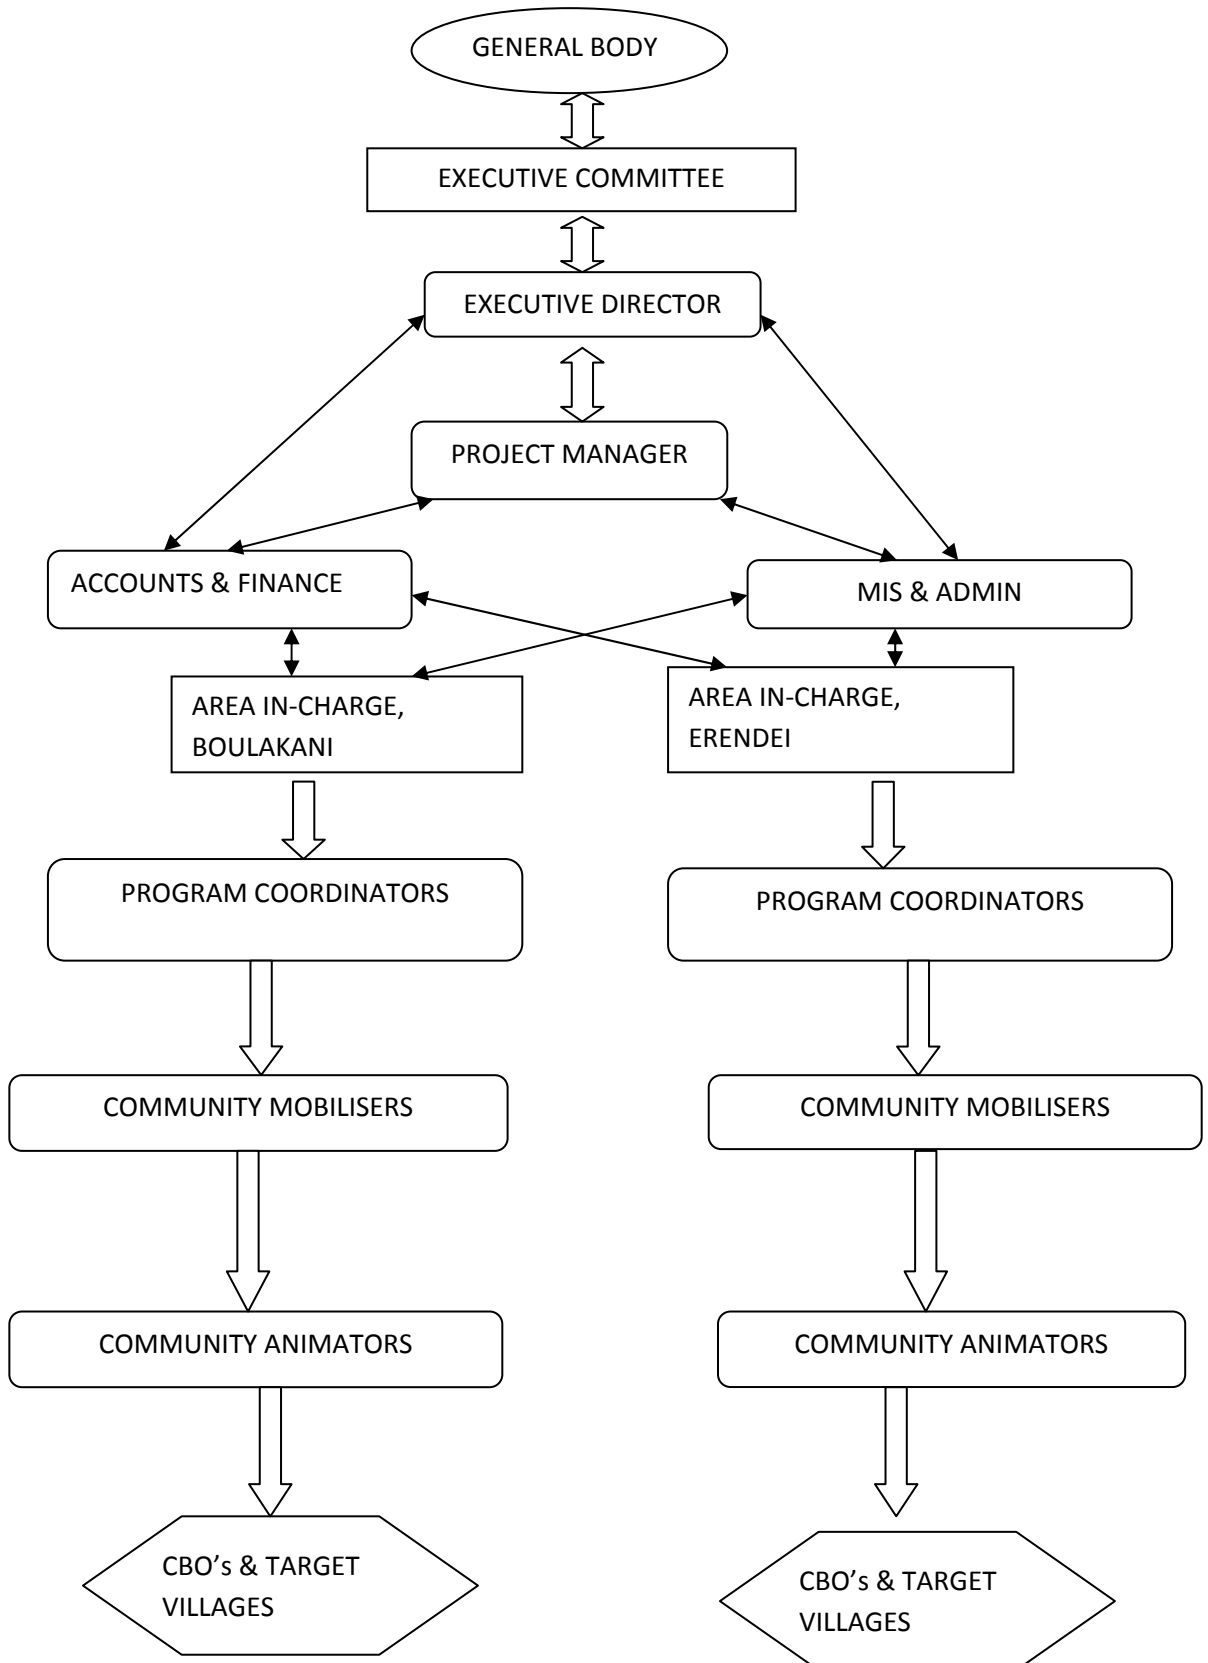 GENERAL BODY
EXECUTIVE COMMITTEE
EXECUTIVE DIRECTOR
PROJECT MANAGER
ACCOUNTS & FINANCE
MIS & ADMIN
AREA IN-CHARGE,
BOULAKANI
AREA IN-CHARGE,
ERENDEI
PROGRAM COORDINATORS
PROGRAM COORDINATORS
COMMUNITY MOBILISERS
COMMUNITY MOBILISERS
COMMUNITY ANIMATORS
COMMUNITY ANIMATORS
CBO’s & TARGET
VILLAGES
CBO’s & TARGET
VILLAGES